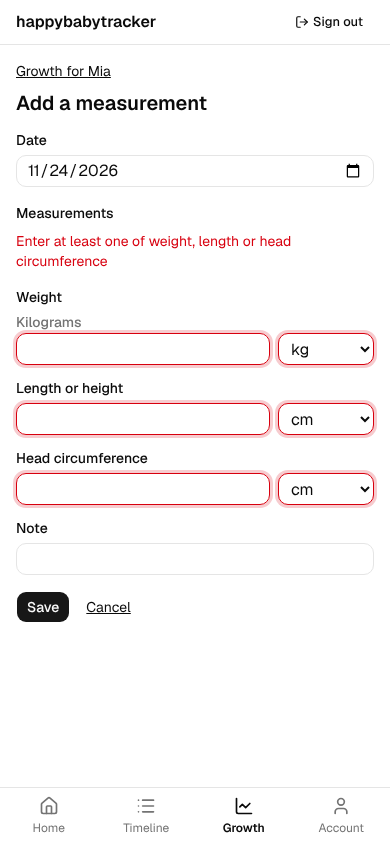 happybabytracker
Sign out
Growth for Mia
Add a measurement
Date
11/24/2026
Measurements
Enter at least one of weight, length or head
circumference
Weight
Kilograms
kg
Length or height
cm
Head circumference
cm
Note
Save Cancel
Home Timeline Growth Account